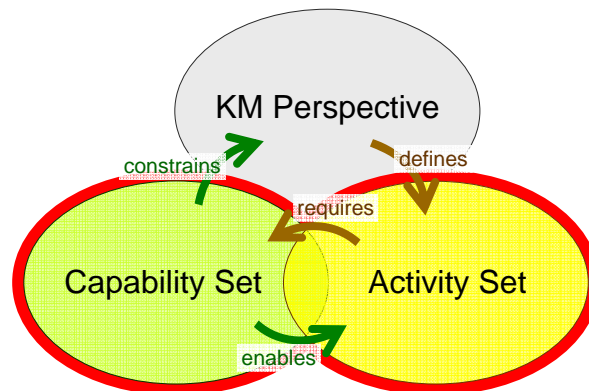 KM Perspective
constrains
defines
requires
Capability Set
Activity Set
enables